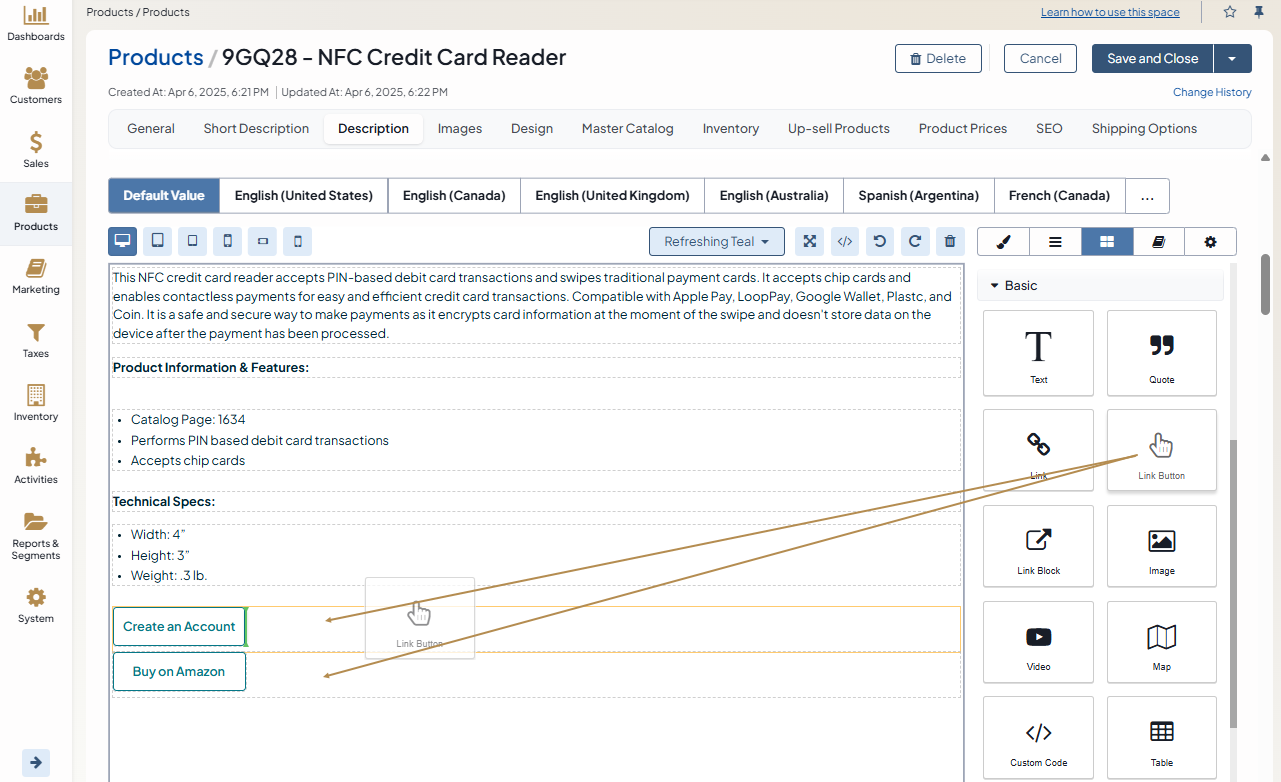 Dashboards
Customers
Sales
Products
Marketing
Taxes
Inventory
Activities
Reports &
Segments
System
Products / Products
Learn how to use this space
Products / 9GQ28 - NFC Credit Card Reader
Delete
Cancel
Save and Close
Created At: Apr 6, 2025, 6:21 PM | Updated At: Apr 6, 2025, 6:22 PM
Change History
General
Short Description
Description
Images
Design
Master Catalog
Inventory
Up-sell Products
Product Prices
SEO
Shipping Options
Default Value
English (United States)
English (Canada)
English (United Kingdom)
English (Australia)
Spanish (Argentina)
French (Canada)
...
Refreshing Teal
This NFC credit card reader accepts PIN-based debit card transactions and swipes traditional payment cards. It accepts chip cards and
enables contactless payments for easy and efficient credit card transactions. Compatible with Apple Pay, LoopPay, Google Wallet, Plastc, and
Coin. It is a safe and secure way to make payments as it encrypts card information at the moment of the swipe and doesn't store data on the
device after the payment has been processed.
Product Information & Features:
• Catalog Page: 1634
• Performs PIN based debit card transactions
• Accepts chip cards
Technical Specs:
• Width: 4”
• Height: 3”
• Weight: .3 lb.
Link Button
Create an Account
Buy on Amazon
Basic
Text
Quote
Link
Link Button
Link Block
Image
Video
Map
Custom Code
Table